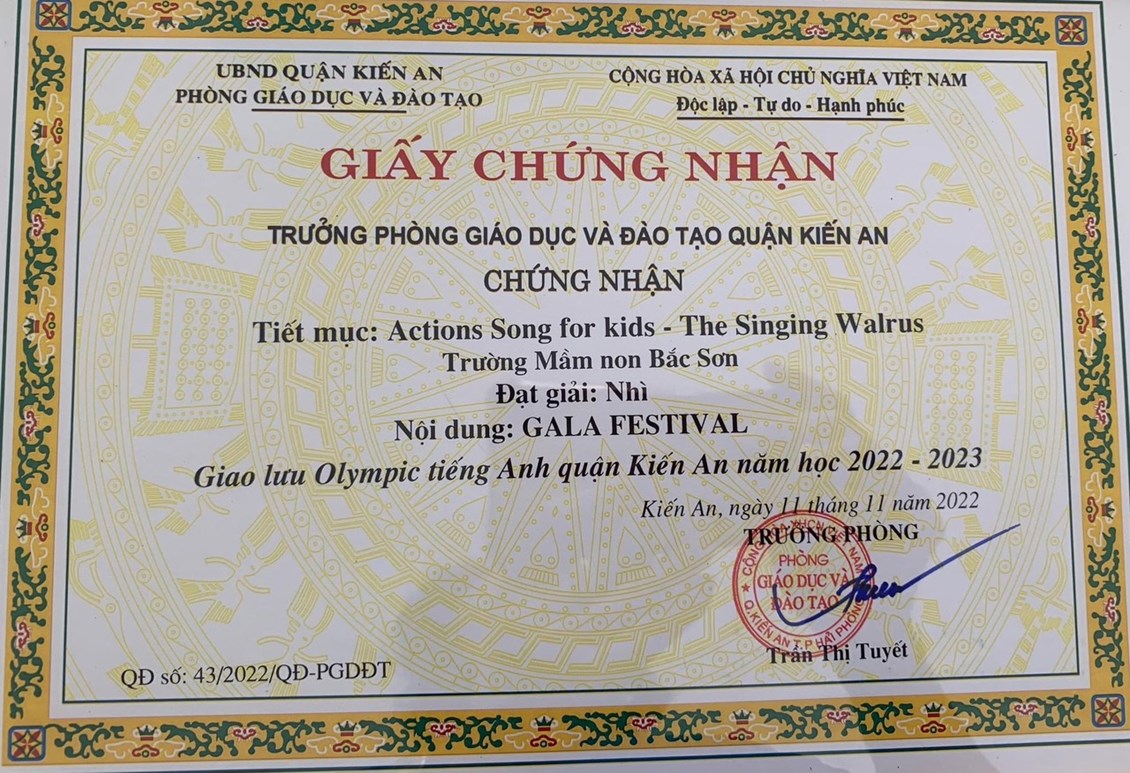 UBND QUẬN KIẾN AN
PHÒNG GIÁO DỤC VÀ ĐÀO TẠO
CỘNG HÒA XÃ HỘI CHỦ NGHĨA VIỆT NAM
Độc lập - Tự do - Hạnh phúc
GIẤY CHỨNG NHẬN
TRƯỞNG PHÒNG GIÁO DỤC VÀ ĐÀO TẠO QUẬN KIẾN AN
CHỨNG NHẬN
Tiết mục: Actions Song for kids - The Singing Walrus
Trường Mầm non Bắc Sơn
Đạt giải: Nhì
Nội dung: GALA FESTIVAL
Giao lưu Olympic tiếng Anh quận Kiến An năm học 2022 - 2023
Kiến An, ngày 11 tháng 11 năm 2022
TRƯỞNG PHÒNG
PHÒNG
GIÁO DỤC VÀ
ĐÀO TẠO
Q.KIẾN AN T.P HẢI PHÒNG
Trần Thị Tuyết
QĐ số: 43/2022/QĐ-PGDĐT